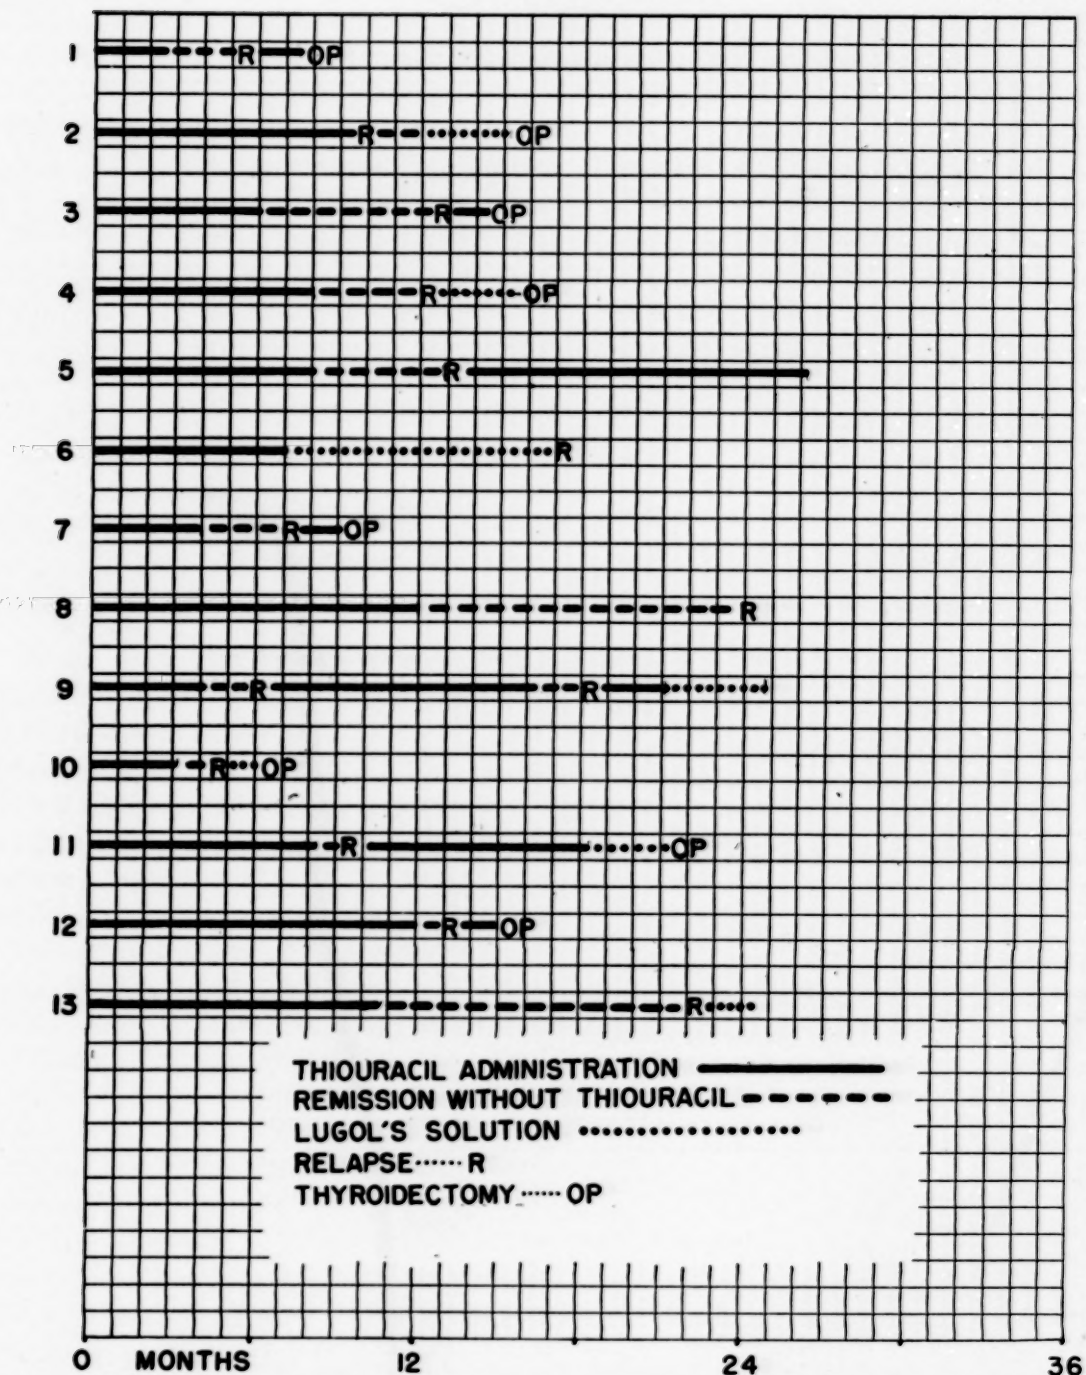 1 R OP
2 R OP
3 R OP
4 R OP
5 R
6 R
7 R OP
8 R
9 R R
10 R OP
11 R OP
12 R OP
13 R
THIOURACIL ADMINISTRATION
REMISSION WITHOUT THIOURACIL
LUGOL'S SOLUTION
RELAPSE ...... R
THYROIDECTOMY ...... OP
0 MONTHS 12 24 36